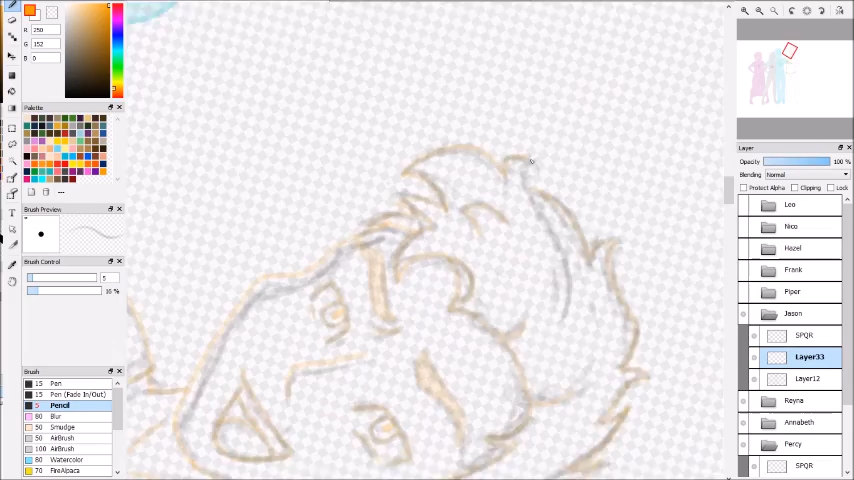 R: 250
G: 152
B: 0
Palette
Brush Preview
Brush Control
5
16 %
Brush
15 Pen
15 Pen (Fade In/Out)
5 Pencil
80 Blur
50 Smudge
50 AirBrush
100 AirBrush
80 Watercolor
70 FireAlpaca
Layer
Opacity 100 %
Blending Normal
Protect Alpha Clipping Lock
Leo
Nico
Hazel
Frank
Piper
Jason
SPQR
Layer33
Layer12
Reyna
Annabeth
Percy
SPQR